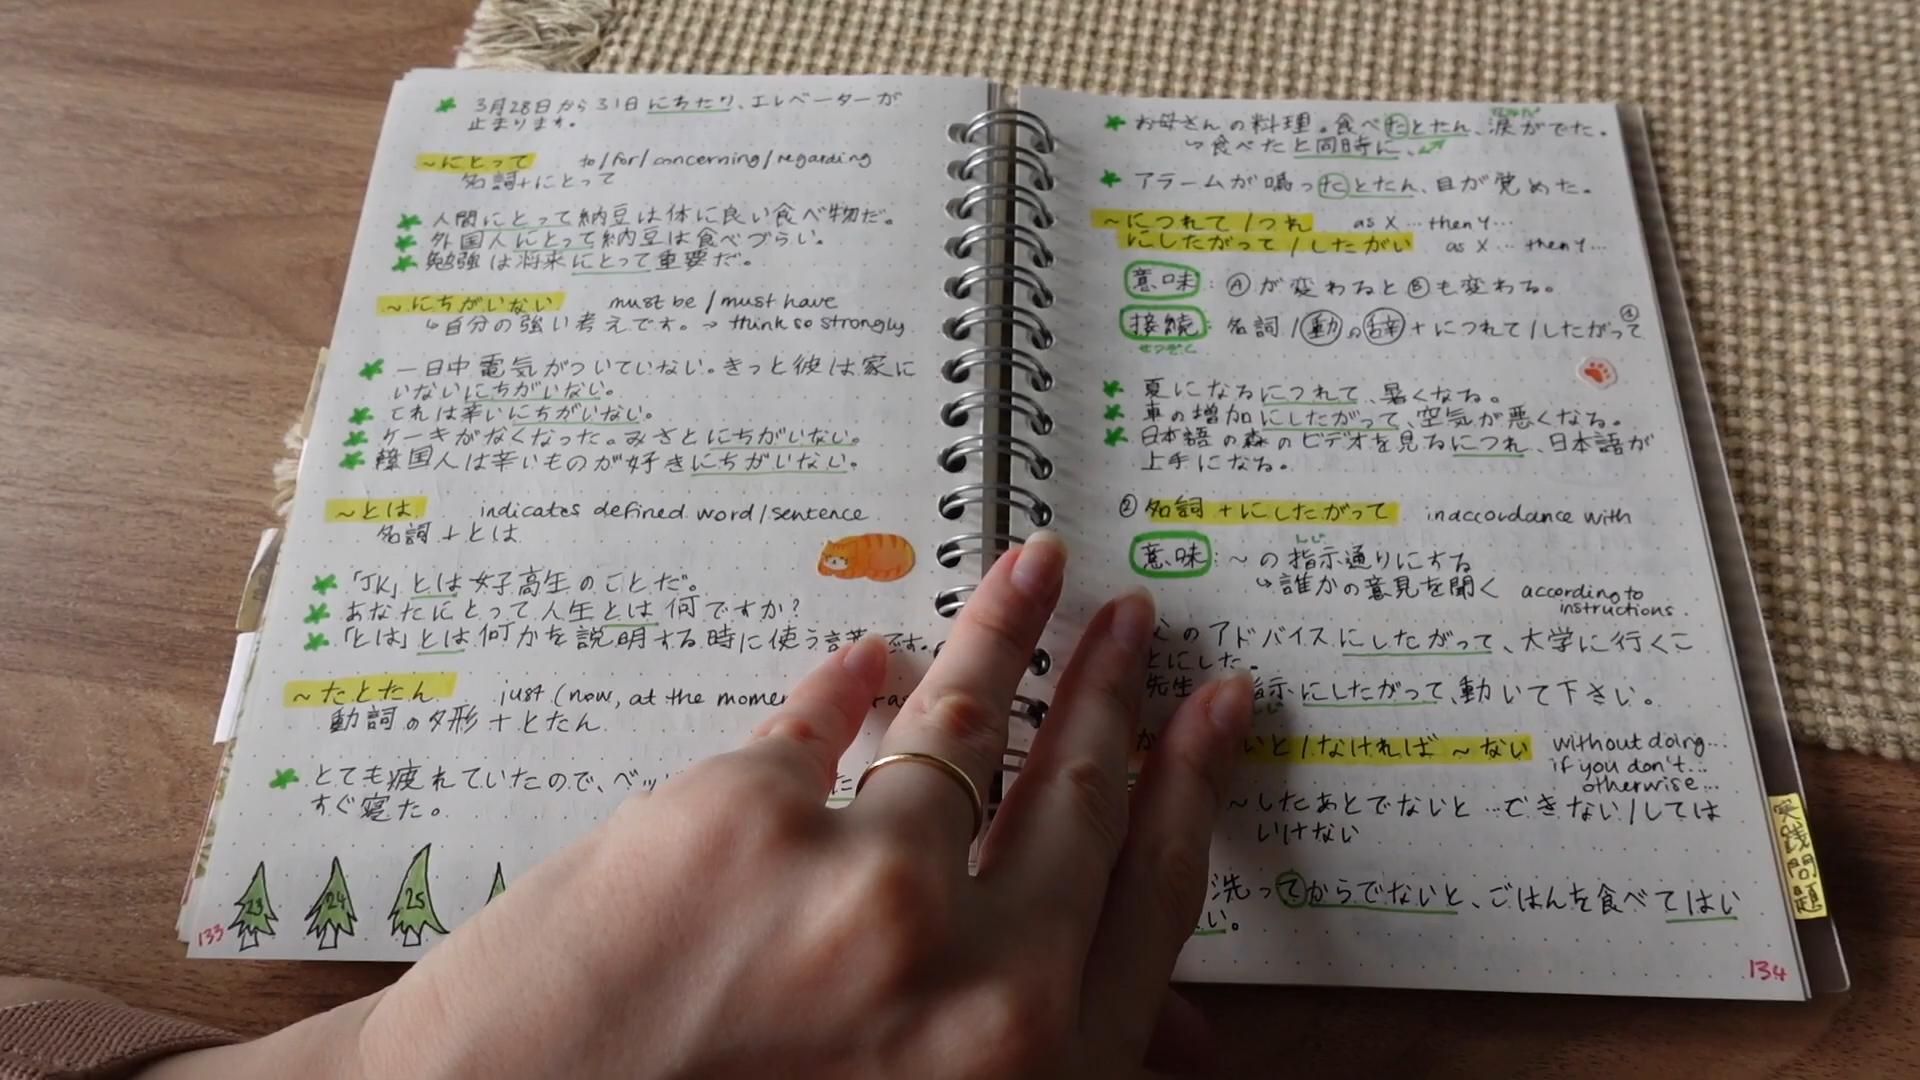 3月28日から31日にわたり、エレベーターが
止まります。
～にとって to/for/concerning/regarding
名詞+にとって
人間にとって納豆は体に良い食べ物だ。
外国人にとって納豆は食べづらい。
勉強は将来にとって重要だ。
～にちがいない must be / must have
↳自分の強い考えです。→ think so strongly
一日中電気がついていない。きっと彼は家に
いないにちがいない。
これは辛いにちがいない。
ケーキがなくなった。みさとにちがいない。
韓国人は辛いものが好きにちがいない。
～とは indicates defined word/sentence
名詞+とは
「JK」とは女子高生のことだ。
あなたにとって人生とは何ですか?
「とは」とは何かを説明する時に使う言葉です。
～たとたん just (now, at the momen
動詞のタ形+とたん
とても疲れていたので、ベッ た
すぐ寝た。
23 24 25
133
お母さんの料理。食べたとたん、涙がでた。
↳食べたと同時に、
アラームが鳴ったとたん、目が覚めた。
～につれて/つれ as X... then Y...
にしたがって/したがい as X... then Y...
意味:Ⓐが変わるとⒷも変わる。
接続:名詞/動の辞+につれて/したがって①
せつぞく
夏になるにつれて、暑くなる。
車の増加にしたがって、空気が悪くなる。
日本語の森のビデオを見るにつれ、日本語が
上手になる。
②名詞+にしたがって in accordance with
意味:～の指示通りにする
↳誰かの意見を聞く according to
instructions.
父のアドバイスにしたがって、大学に行くこ
とにした。
先生 指示にしたがって、動いて下さい。
か いと/なければ～ない without doing...
if you don't...
otherwise...
～したあとでないと...できない/しては
いけない
洗ってからでないと、ごはんを食べてはい
い。
実践問題
134